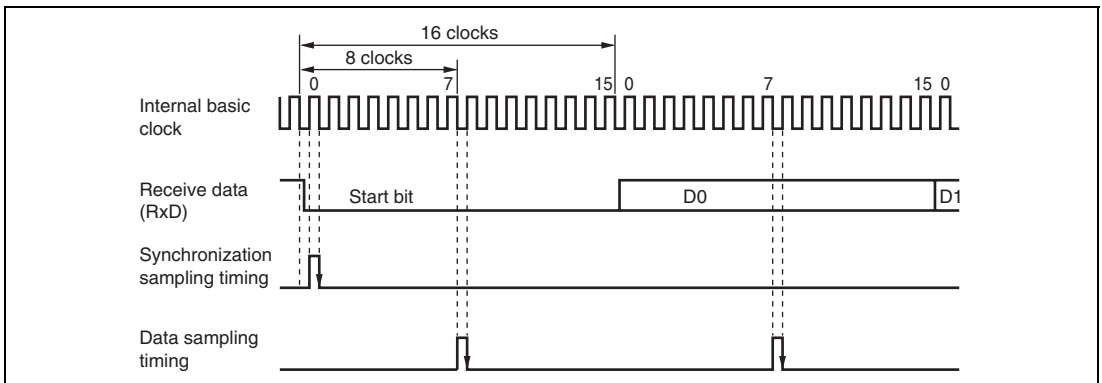 16 clocks
8 clocks
0 7 15 0 7 15 0
Internal basic
clock
Receive data
(RxD)
Start bit D0 D1
Synchronization
sampling timing
Data sampling
timing